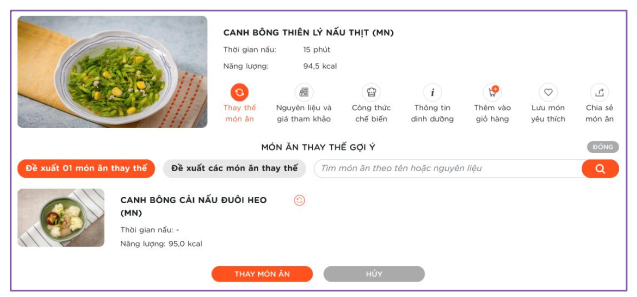 CANH BÔNG THIÊN LÝ NẤU THỊT (MN)
Thời gian nấu: 15 phút
Năng lượng: 94,5 kcal
Thay thế món ăn
Nguyên liệu và giá tham khảo
Công thức chế biến
Thông tin dinh dưỡng
Thêm vào giỏ hàng
Lưu món yêu thích
Chia sẻ món ăn
MÓN ĂN THAY THẾ GỢI Ý
ĐÓNG
Đề xuất 01 món ăn thay thế
Đề xuất các món ăn thay thế
Tìm món ăn theo tên hoặc nguyên liệu
CANH BÔNG CẢI NẤU ĐUÔI HEO
(MN)
Thời gian nấu: -
Năng lượng: 95,0 kcal
THAY MÓN ĂN
HỦY